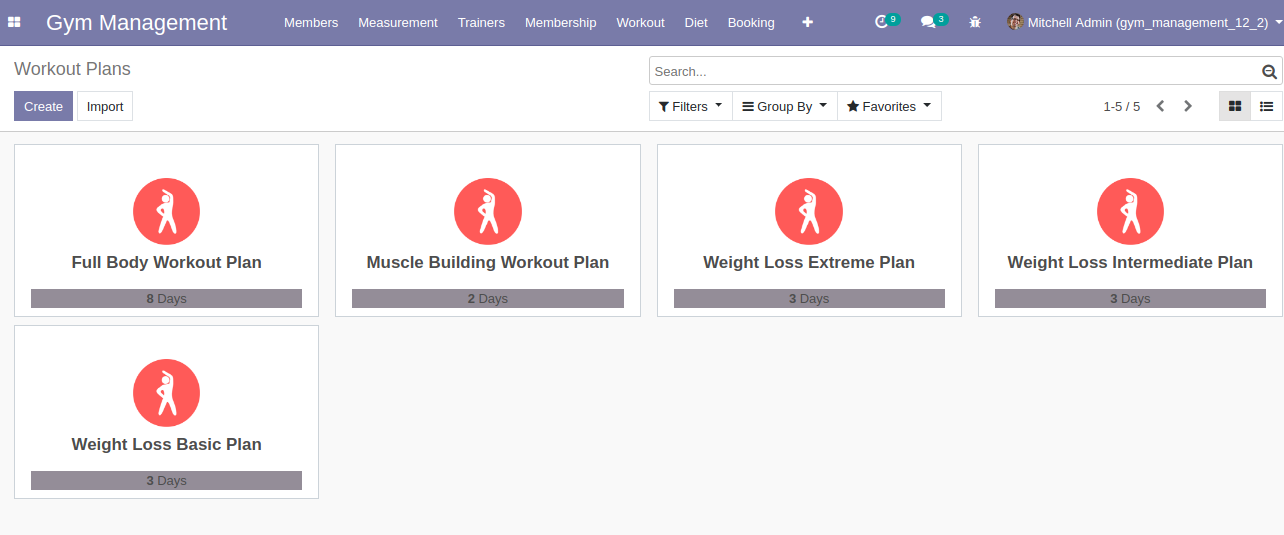 Gym Management Members Measurement Trainers Membership Workout Diet Booking 9 3 Mitchell Admin (gym_management_12_2)
Workout Plans
Search...
Create Import Filters Group By Favorites 1-5 / 5
Full Body Workout Plan Muscle Building Workout Plan Weight Loss Extreme Plan Weight Loss Intermediate Plan
8 Days 2 Days 3 Days 3 Days
Weight Loss Basic Plan
3 Days